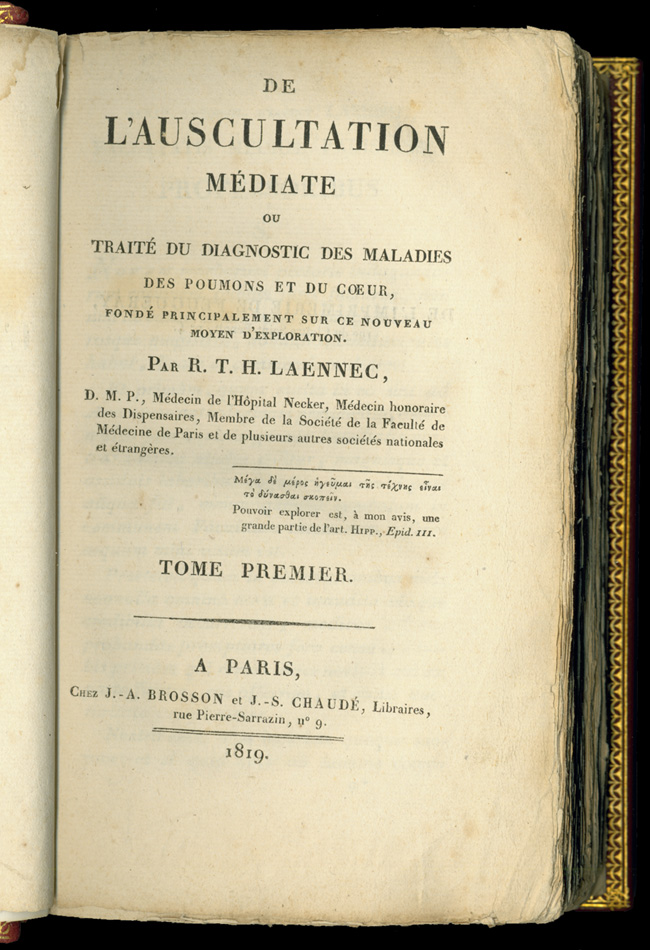 DE
L'AUSCULTATION
MÉDIATE
OU
TRAITÉ DU DIAGNOSTIC DES MALADIES
DES POUMONS ET DU CŒUR,
FONDÉ PRINCIPALEMENT SUR CE NOUVEAU
MOYEN D'EXPLORATION.
PAR R. T. H. LAENNEC,
D. M. P., Médecin de l'Hôpital Necker, Médecin honoraire
des Dispensaires, Membre de la Société de la Faculté de
Médecine de Paris et de plusieurs autres sociétés nationales
et étrangères.
Μέγα δὲ μέρος ἡγεῦμαι τῆς τέχνης εἶναι
τὸ δύνασθαι σκοπεῖν.
Pouvoir explorer est, à mon avis, une
grande partie de l'art. HIPP., Epid. III.
TOME PREMIER.
A PARIS,
CHEZ J.-A. BROSSON et J.-S. CHAUDÉ, Libraires,
rue Pierre-Sarrazin, nº 9.
1819.